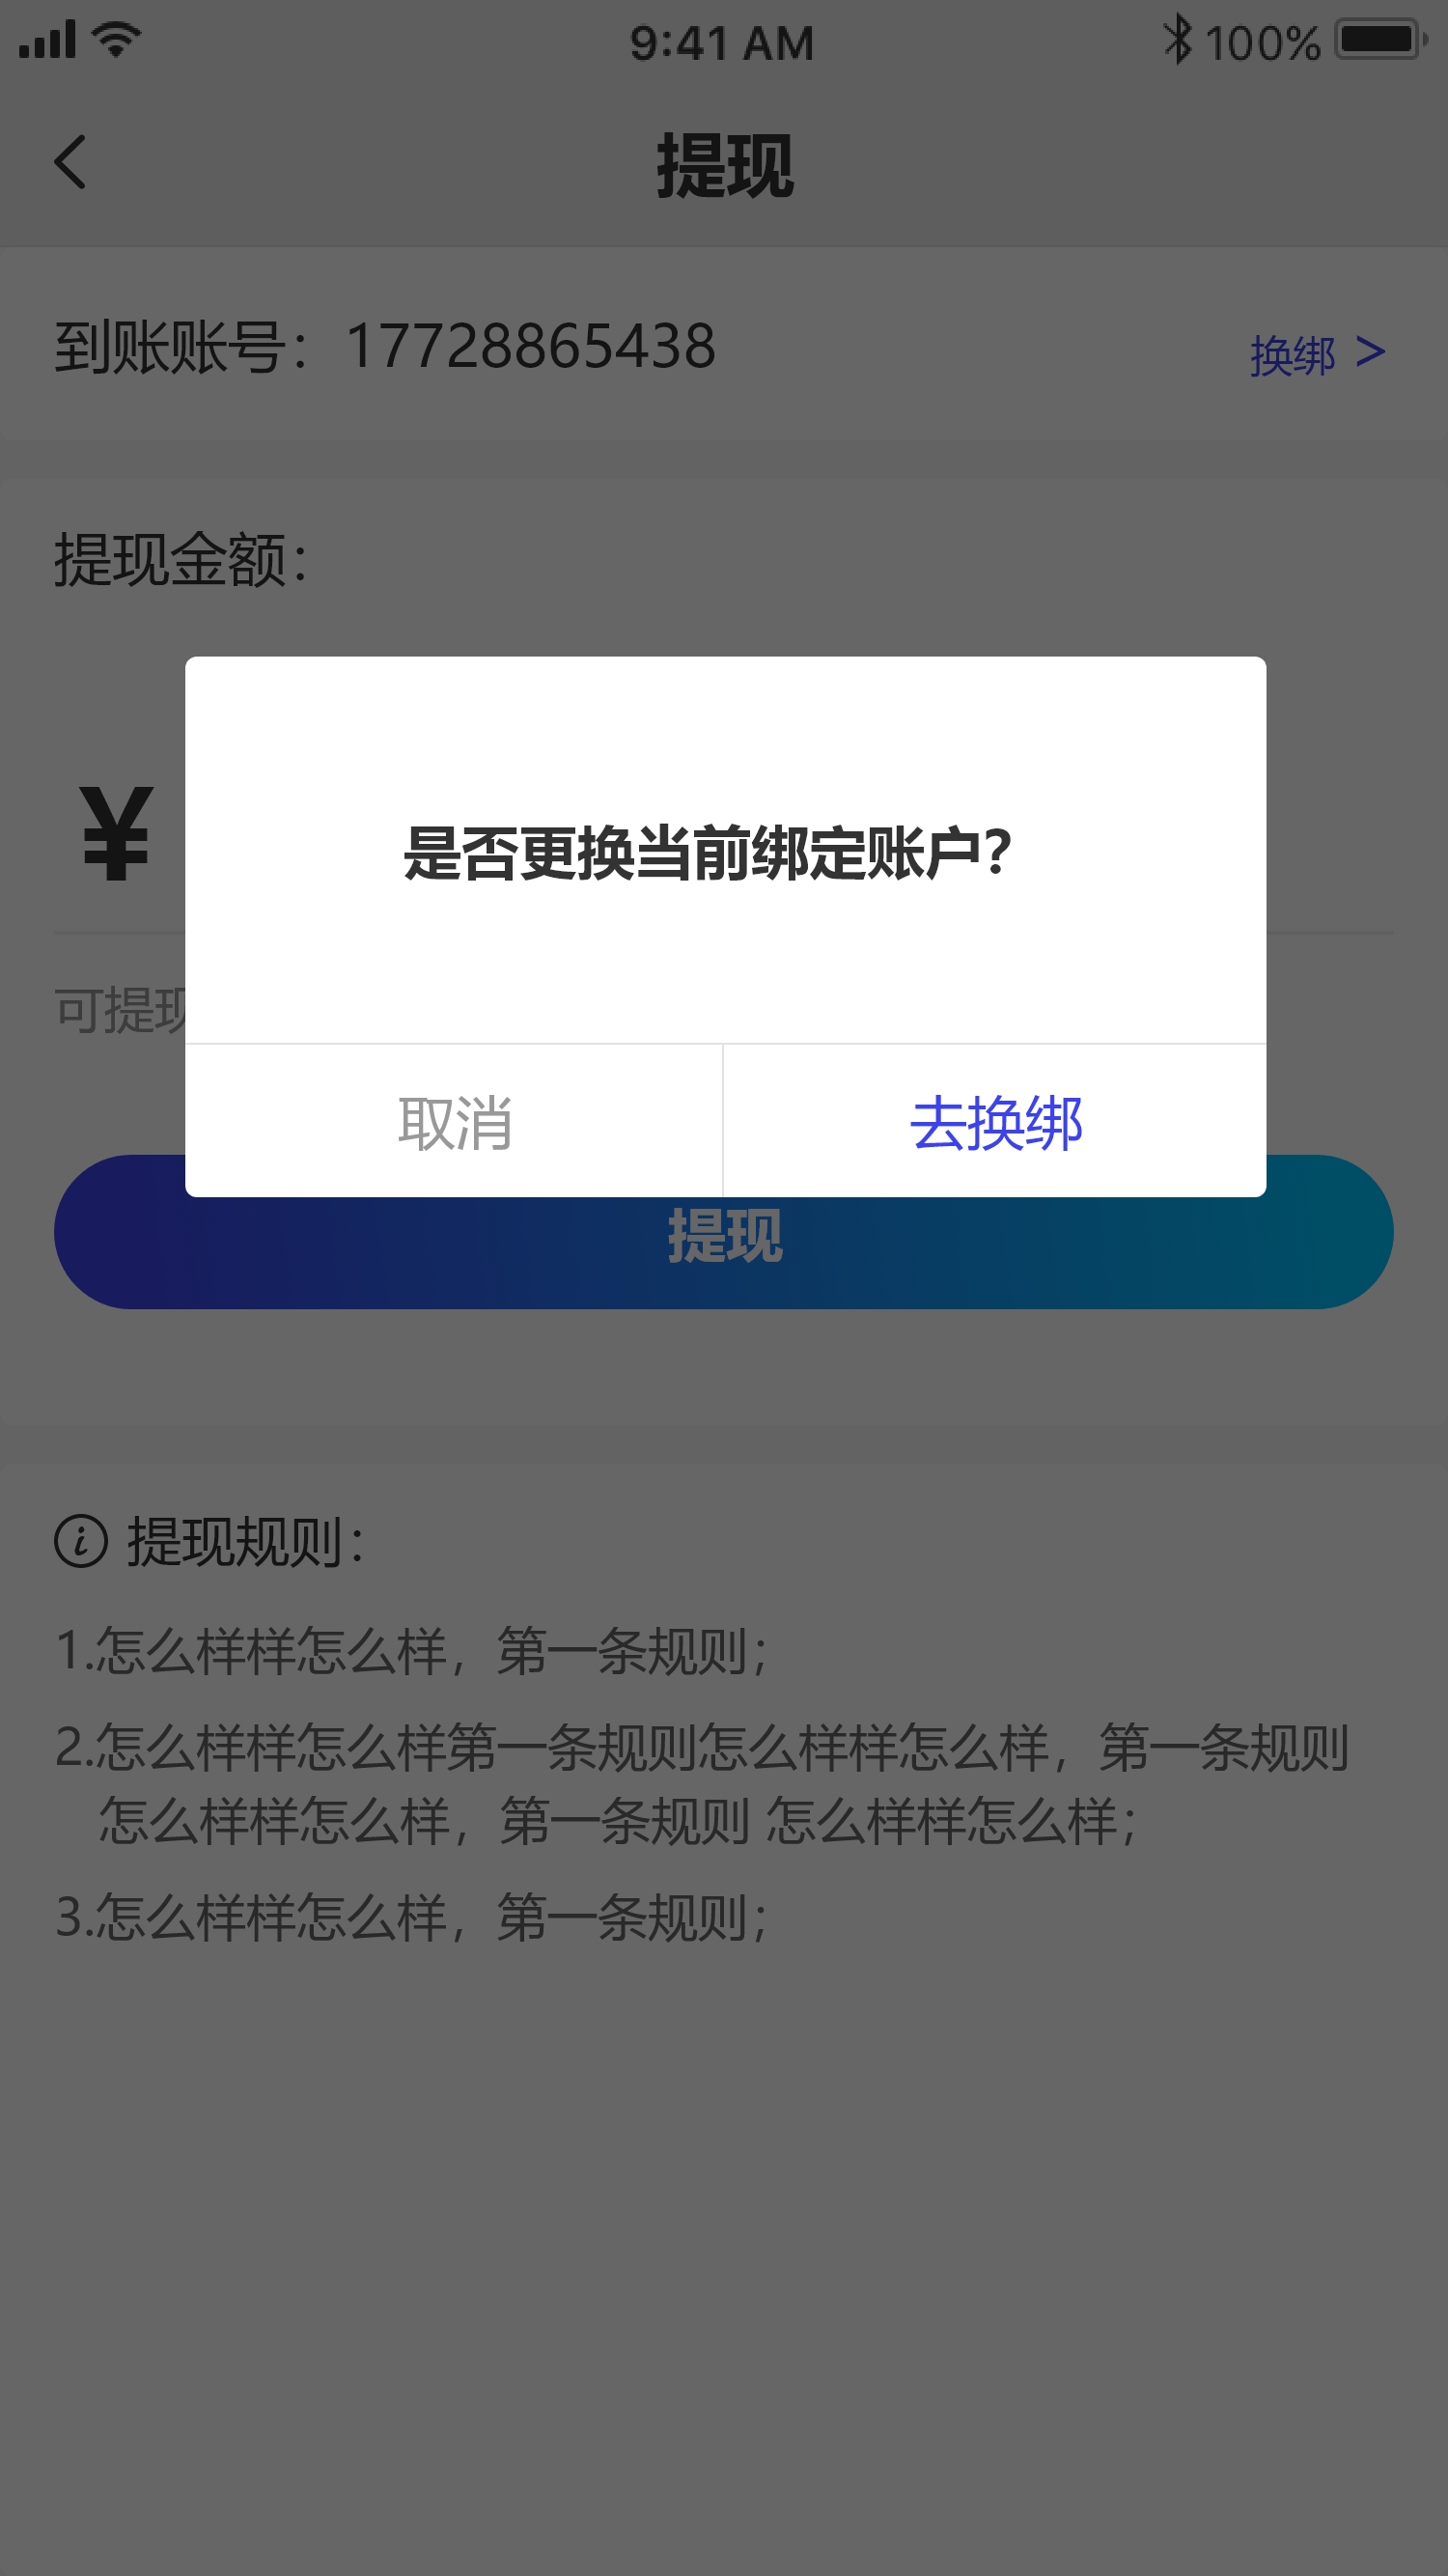 9:41 AM
100%
提现
到账账号：17728865438
换绑 >
提现金额：
¥
是否更换当前绑定账户？
可提现
取消
去换绑
提现
i 提现规则：
1.怎么样样怎么样，第一条规则；
2.怎么样样怎么样第一条规则怎么样样怎么样，第一条规则
怎么样样怎么样，第一条规则 怎么样样怎么样；
3.怎么样样怎么样，第一条规则；